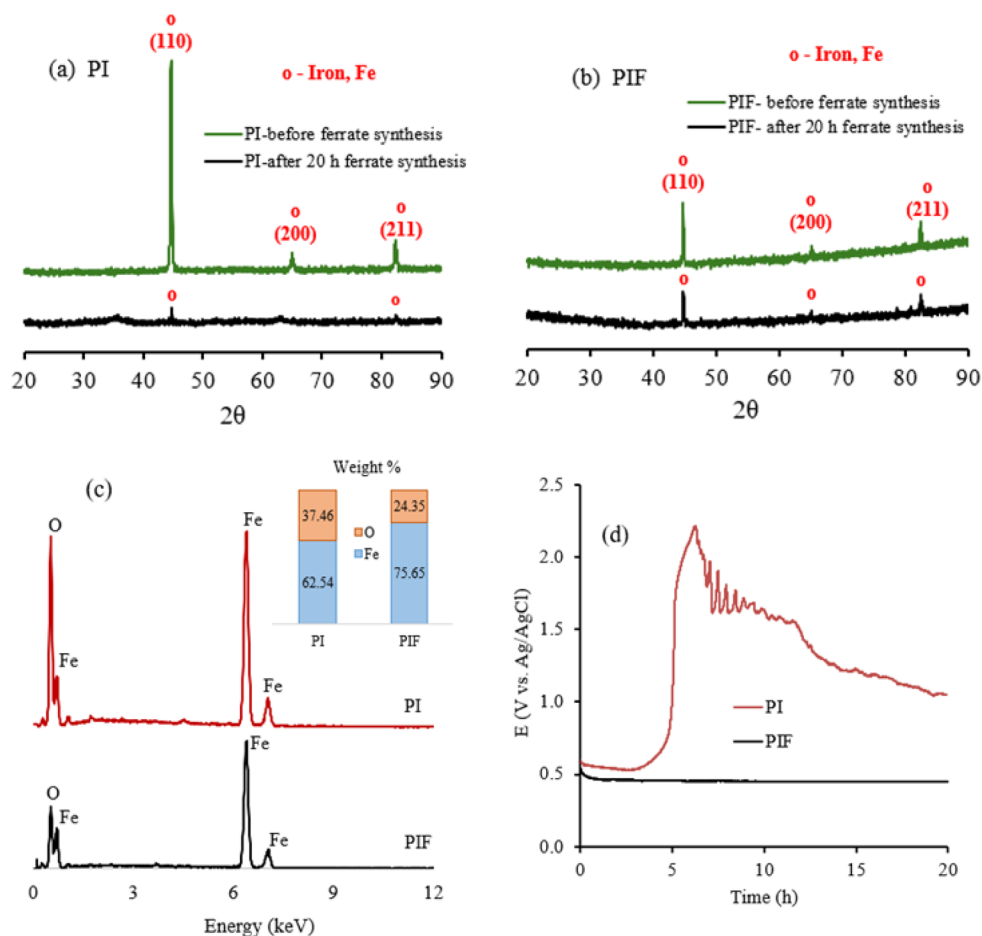 o
(110)
(a) PI
o - Iron, Fe
PI-before ferrate synthesis
PI-after 20 h ferrate synthesis
o
(200)
o
(211)
o
o
20 30 40 50 60 70 80 90
2θ
o - Iron, Fe
(b) PIF
PIF- before ferrate synthesis
PIF- after 20 h ferrate synthesis
o
(110)
o
(200)
o
(211)
o
o
o
20 30 40 50 60 70 80 90
2θ
(c)
Weight %
37.46
24.35
O
Fe
62.54
75.65
PI PIF
O
Fe
Fe
Fe
PI
O
Fe
Fe
Fe
PIF
0 3 6 9 12
Energy (keV)
(d)
E (V vs. Ag/AgCl)
2.5
2.0
1.5
1.0
0.5
0.0
PI
PIF
0 5 10 15 20
Time (h)